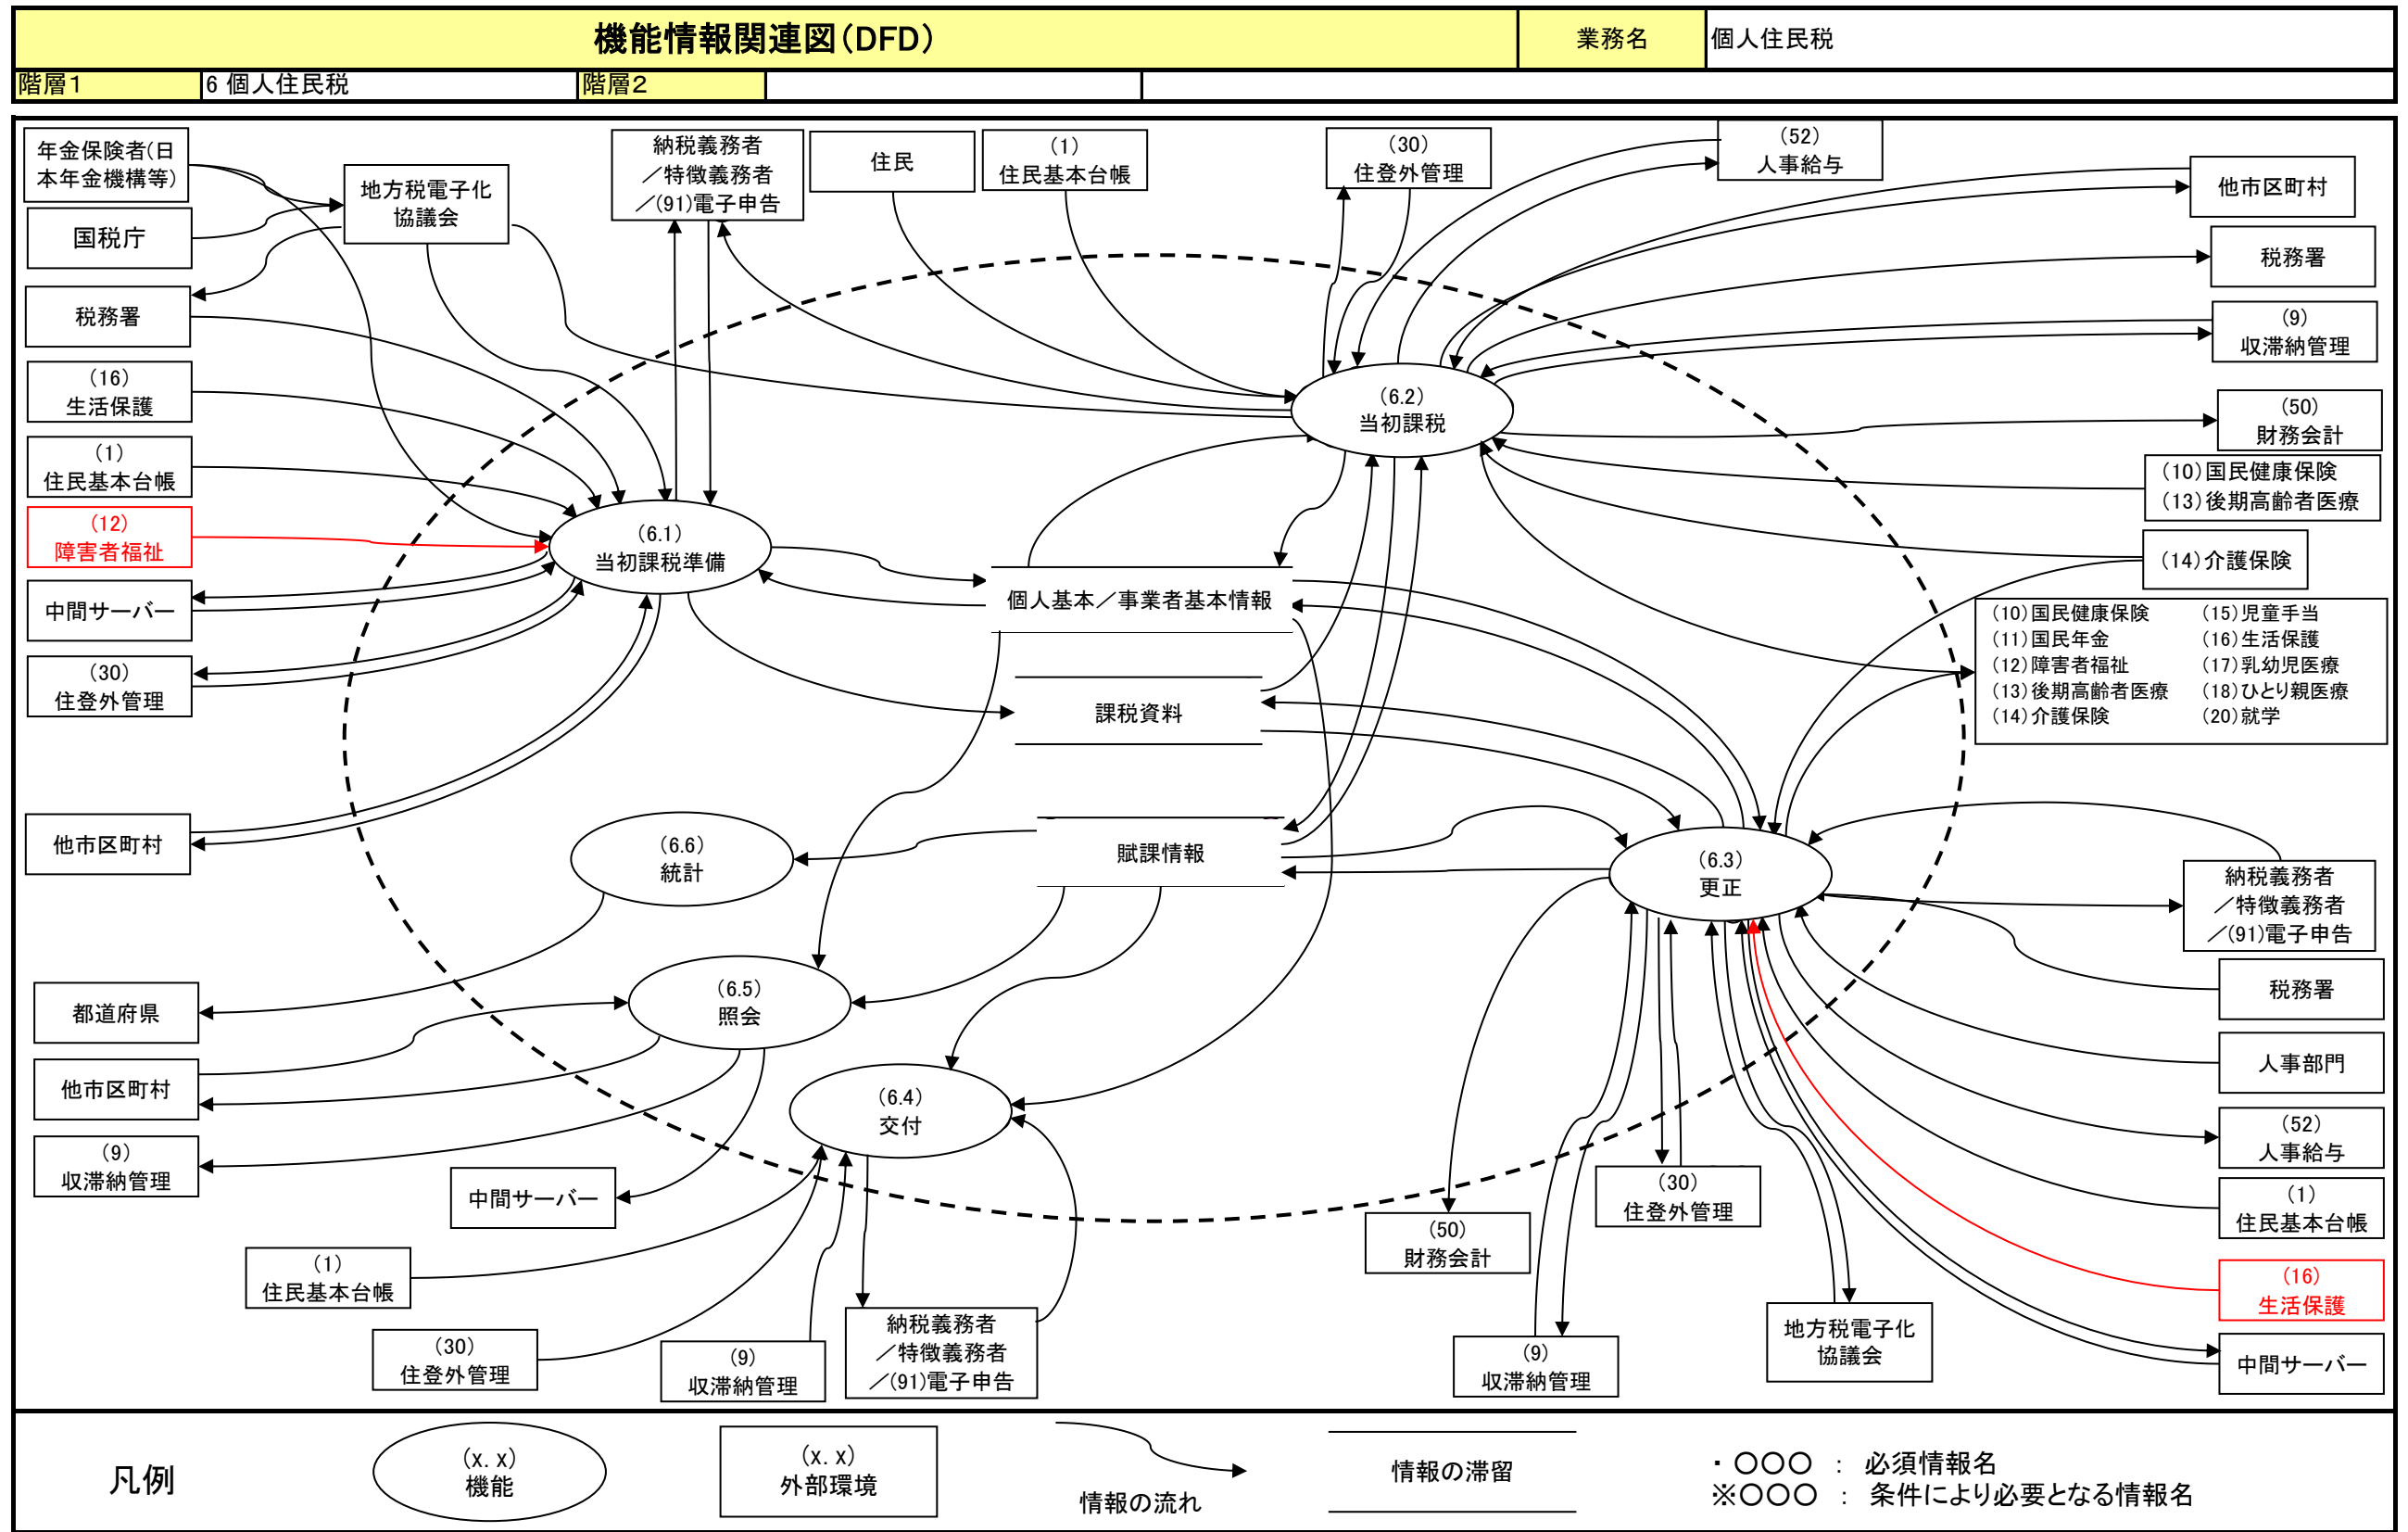 機能情報関連図(DFD)
業務名
個人住民税
階層1
6 個人住民税
階層2
年金保険者(日
本年金機構等)
国税庁
税務署
(16)
生活保護
(1)
住民基本台帳
(12)
障害者福祉
中間サーバー
(30)
住登外管理
他市区町村
地方税電子化
協議会
納税義務者
／特徴義務者
／(91)電子申告
住民
(1)
住民基本台帳
(30)
住登外管理
(52)
人事給与
他市区町村
税務署
(9)
収滞納管理
(50)
財務会計
(10)国民健康保険
(13)後期高齢者医療
(14)介護保険
(10)国民健康保険
(11)国民年金
(12)障害者福祉
(13)後期高齢者医療
(14)介護保険
(15)児童手当
(16)生活保護
(17)乳幼児医療
(18)ひとり親医療
(20)就学
(6.1)
当初課税準備
(6.2)
当初課税
個人基本／事業者基本情報
課税資料
賦課情報
(6.6)
統計
(6.3)
更正
(6.5)
照会
(6.4)
交付
都道府県
他市区町村
(9)
収滞納管理
中間サーバー
(1)
住民基本台帳
(30)
住登外管理
(9)
収滞納管理
納税義務者
／特徴義務者
／(91)電子申告
(50)
財務会計
(9)
収滞納管理
(30)
住登外管理
地方税電子化
協議会
納税義務者
／特徴義務者
／(91)電子申告
税務署
人事部門
(52)
人事給与
(1)
住民基本台帳
(16)
生活保護
中間サーバー
凡例
(x. x)
機能
(x. x)
外部環境
情報の流れ
情報の滞留
・○○○ ： 必須情報名
※○○○ ： 条件により必要となる情報名